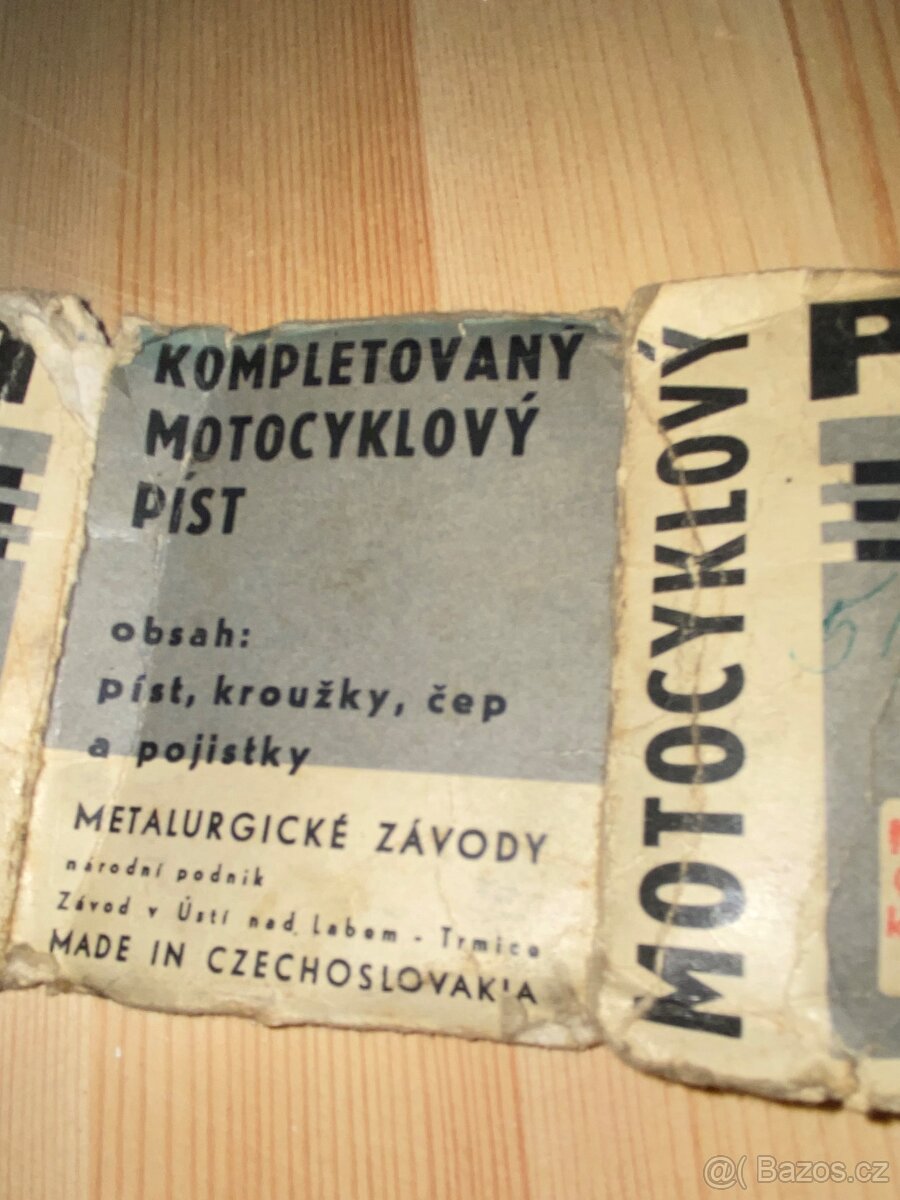 KOMPLETOVANÝ
MOTOCYKLOVÝ
PÍST
obsah:
píst, kroužky, čep
a pojistky
METALURGICKÉ ZÁVODY
národní podnik
Závod v Ústí nad Labem - Trmice
MADE IN CZECHOSLOVAKIA
MOTOCYKLOVÝ
P
51
@( Bazos.cz